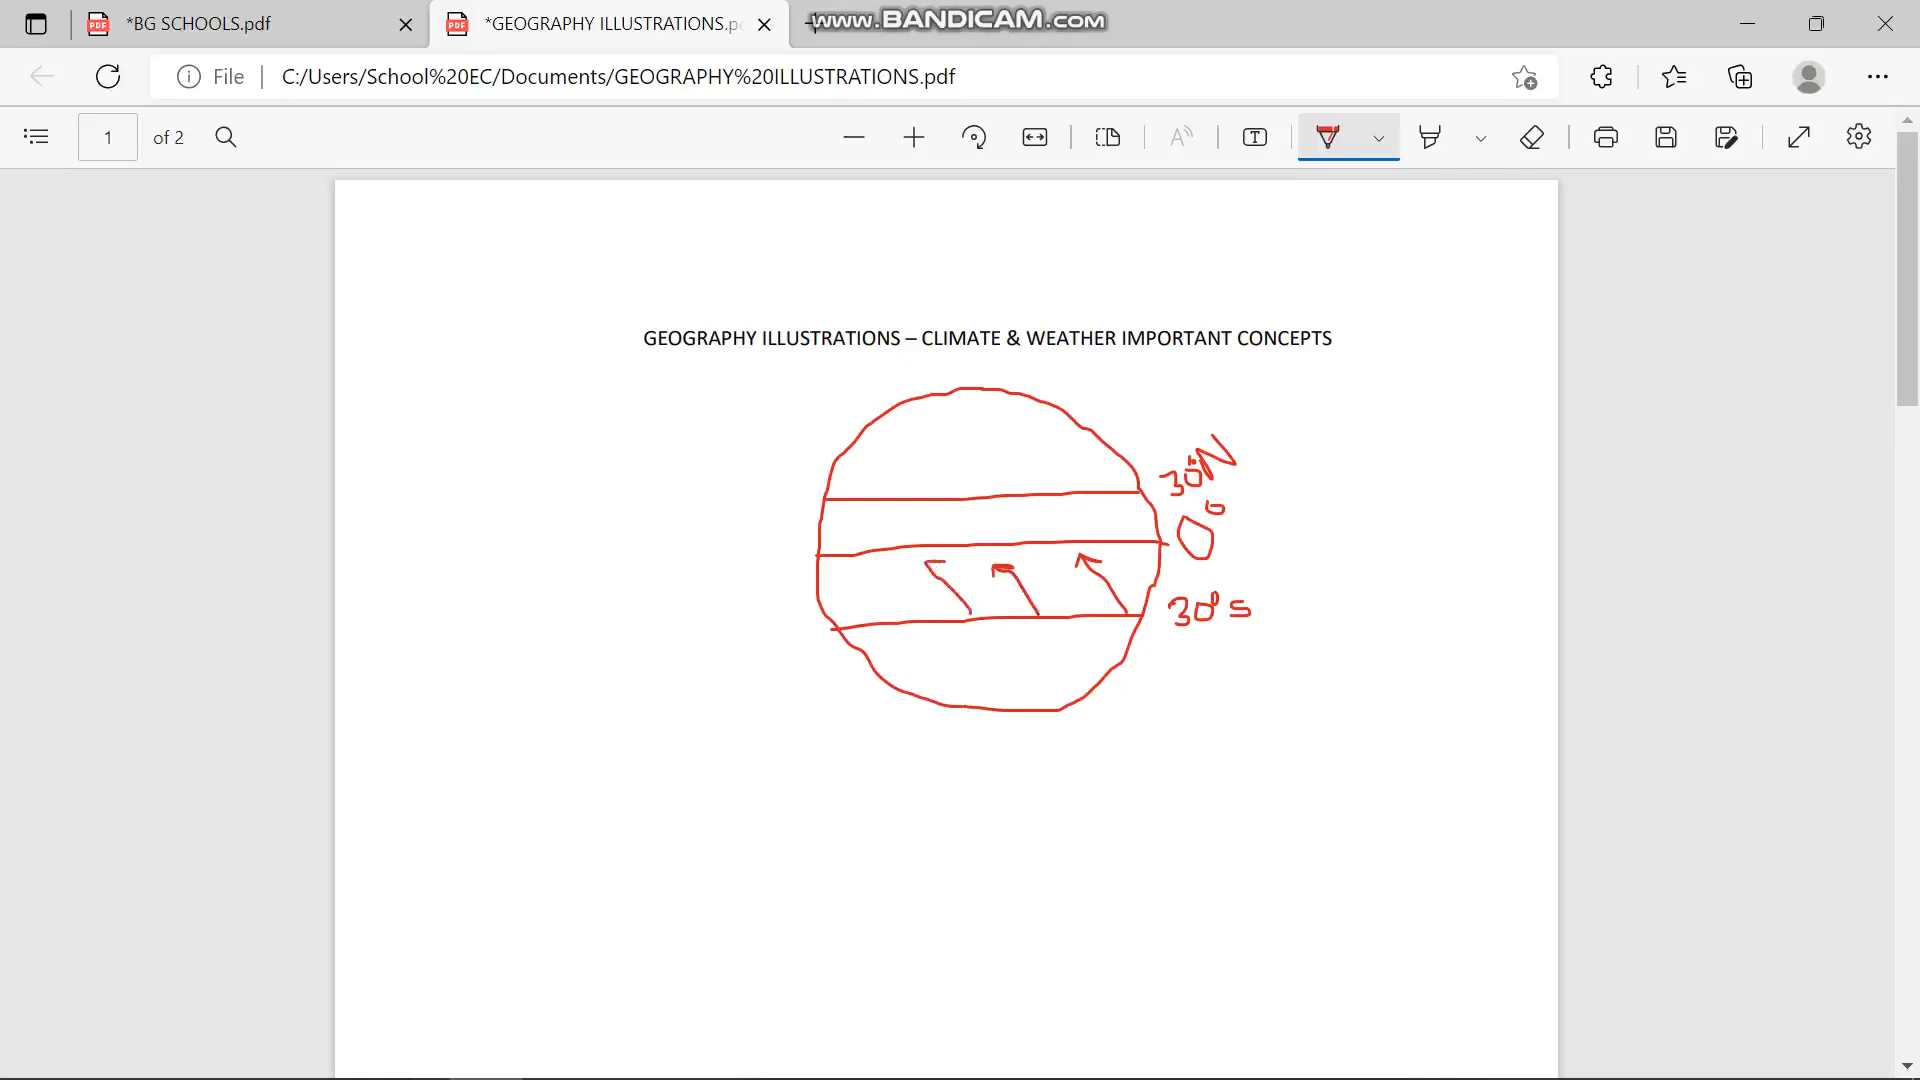 *BG SCHOOLS.pdf
*GEOGRAPHY ILLUSTRATIONS.pd
www.BANDICAM.COM
File
C:/Users/School%20EC/Documents/GEOGRAPHY%20ILLUSTRATIONS.pdf
1 of 2
GEOGRAPHY ILLUSTRATIONS – CLIMATE & WEATHER IMPORTANT CONCEPTS
30°N
0°
30°S